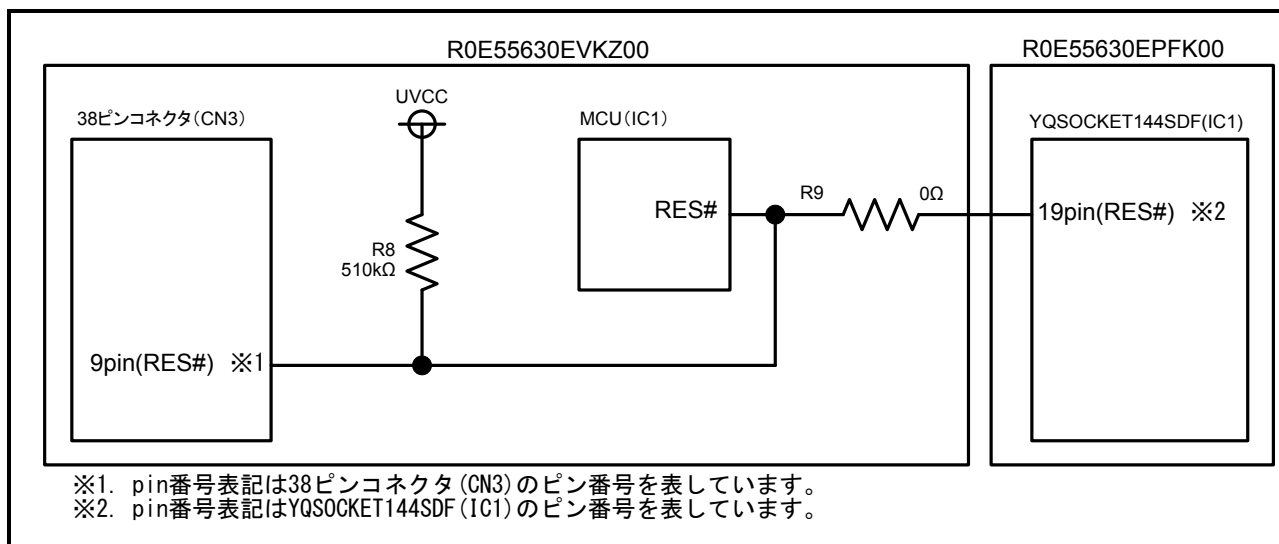 R0E55630EVKZ00
R0E55630EPFK00
38ピンコネクタ(CN3)
UVCC
MCU(IC1)
YQSOCKET144SDF(IC1)
RES#
R9
0Ω
19pin(RES#) ※2
R8
510kΩ
9pin(RES#) ※1
※1. pin番号表記は38ピンコネクタ(CN3)のピン番号を表しています。
※2. pin番号表記はYQSOCKET144SDF(IC1)のピン番号を表しています。